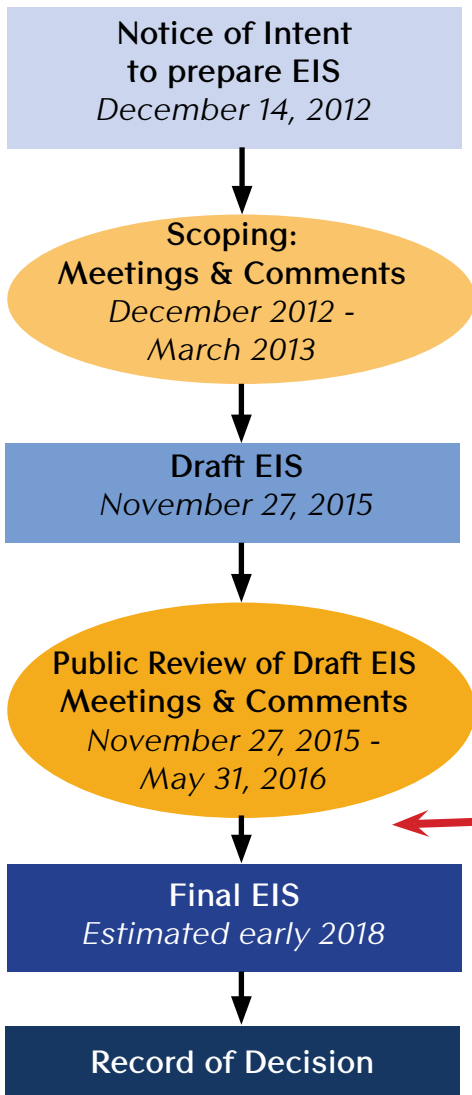 Notice of Intent
to prepare EIS
December 14, 2012
Scoping:
Meetings & Comments
December 2012 -
March 2013
Draft EIS
November 27, 2015
Public Review of Draft EIS
Meetings & Comments
November 27, 2015 -
May 31, 2016
Final EIS
Estimated early 2018
Record of Decision